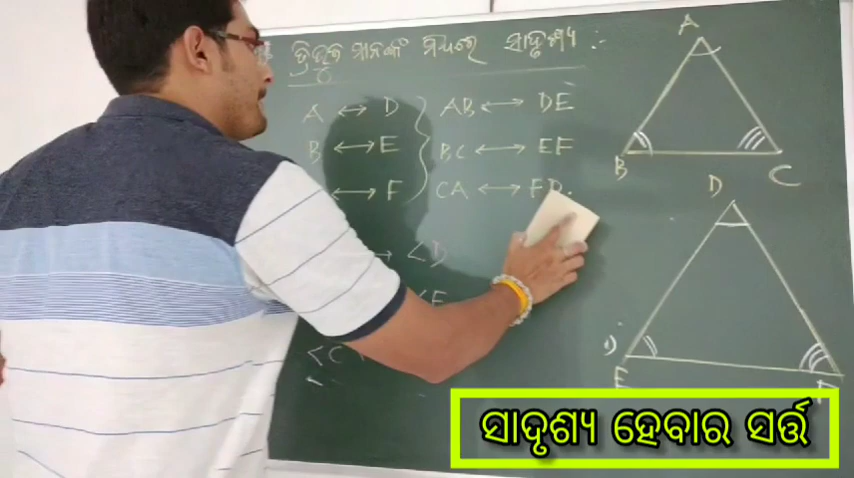 ତ୍ରିଭୁଜ ମାନଙ୍କ ମଧ୍ୟରେ ସାଦୃଶ୍ୟ :-
A ↔ D } AB ↔ DE
B ↔ E BC ↔ EF
↔ F CA ↔ FD.
<D
<E
<C
A
B C
D
E F
ସାଦୃଶ୍ୟ ହେବାର ସର୍ତ୍ତ